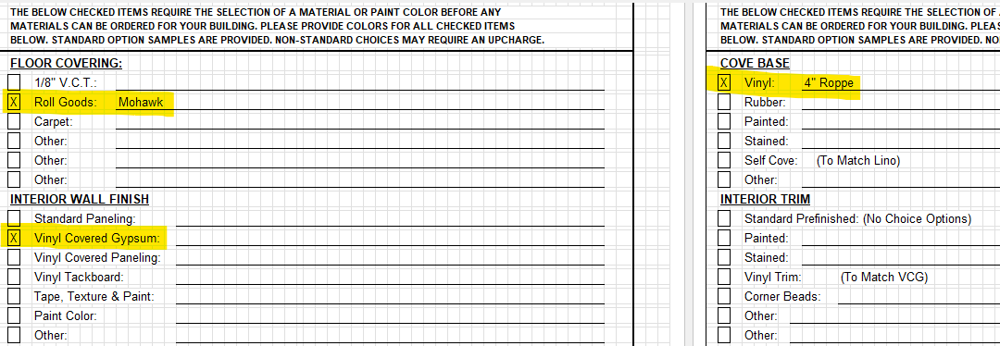 THE BELOW CHECKED ITEMS REQUIRE THE SELECTION OF A MATERIAL OR PAINT COLOR BEFORE ANY
MATERIALS CAN BE ORDERED FOR YOUR BUILDING. PLEASE PROVIDE COLORS FOR ALL CHECKED ITEMS
BELOW. STANDARD OPTION SAMPLES ARE PROVIDED. NON-STANDARD CHOICES MAY REQUIRE AN UPCHARGE.
FLOOR COVERING:
1/8" V.C.T.:
X Roll Goods: Mohawk
Carpet:
Other:
Other:
Other:
INTERIOR WALL FINISH
Standard Paneling:
X Vinyl Covered Gypsum:
Vinyl Covered Paneling:
Vinyl Tackboard:
Tape, Texture & Paint:
Paint Color:
Other:
THE BELOW CHECKED ITEMS REQUIRE THE SELECTION OF
MATERIALS CAN BE ORDERED FOR YOUR BUILDING. PLEAS
BELOW. STANDARD OPTION SAMPLES ARE PROVIDED. NO
COVE BASE
X Vinyl: 4" Roppe
Rubber:
Painted:
Stained:
Self Cove: (To Match Lino)
Other:
INTERIOR TRIM
Standard Prefinished: (No Choice Options)
Painted:
Stained:
Vinyl Trim: (To Match VCG)
Corner Beads:
Other:
Other: